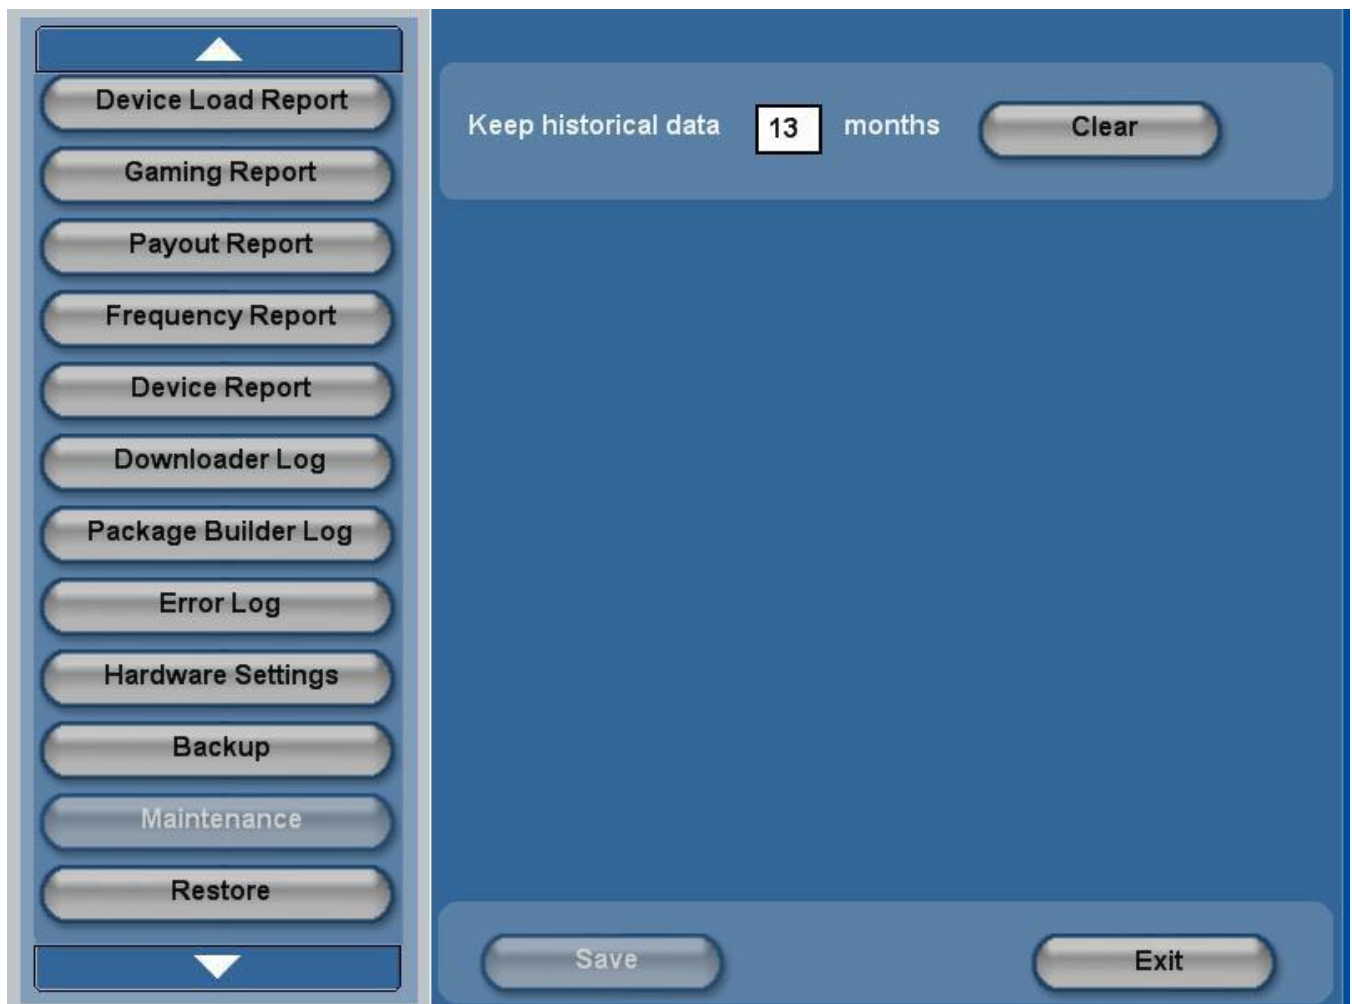 Device Load Report
Gaming Report
Payout Report
Frequency Report
Device Report
Downloader Log
Package Builder Log
Error Log
Hardware Settings
Backup
Maintenance
Restore
Keep historical data 13 months Clear
Save Exit